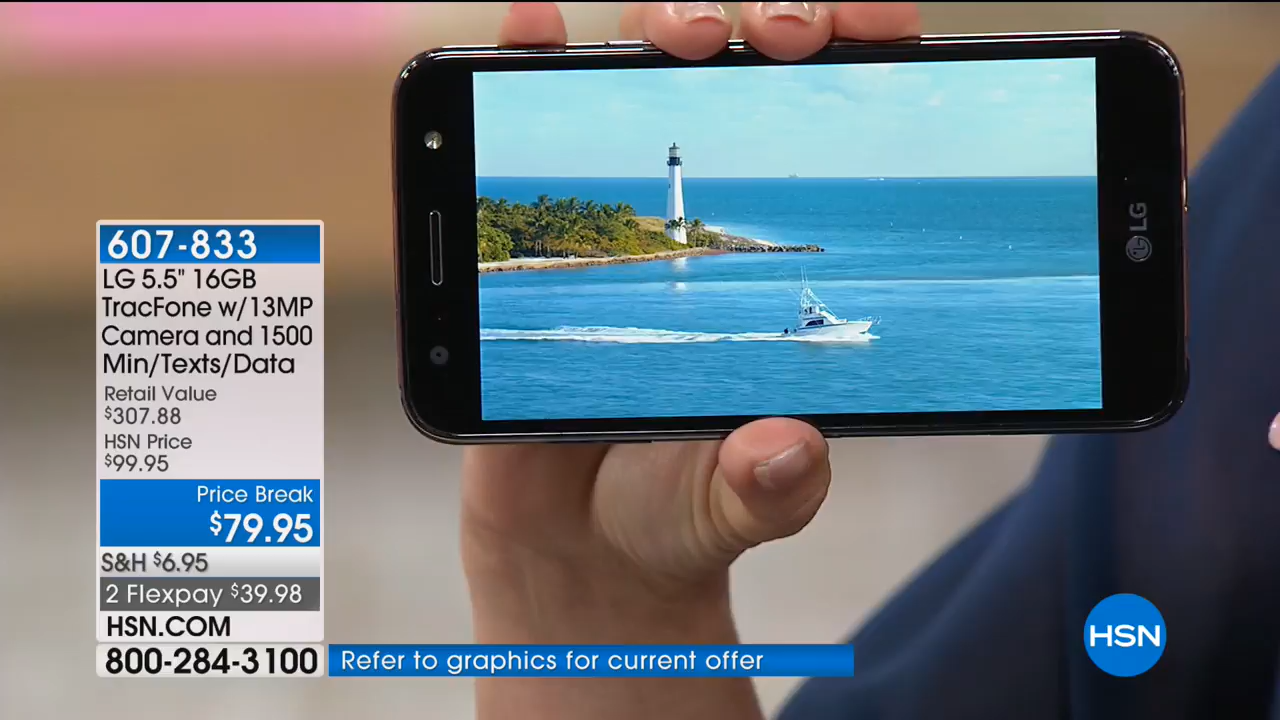 607-833
LG 5.5" 16GB
TracFone w/13MP
Camera and 1500
Min/Texts/Data
Retail Value
$307.88
HSN Price
$99.95
Price Break
$79.95
S&H $6.95
2 Flexpay $39.98
HSN.COM
800-284-3100
Refer to graphics for current offer
LG
HSN